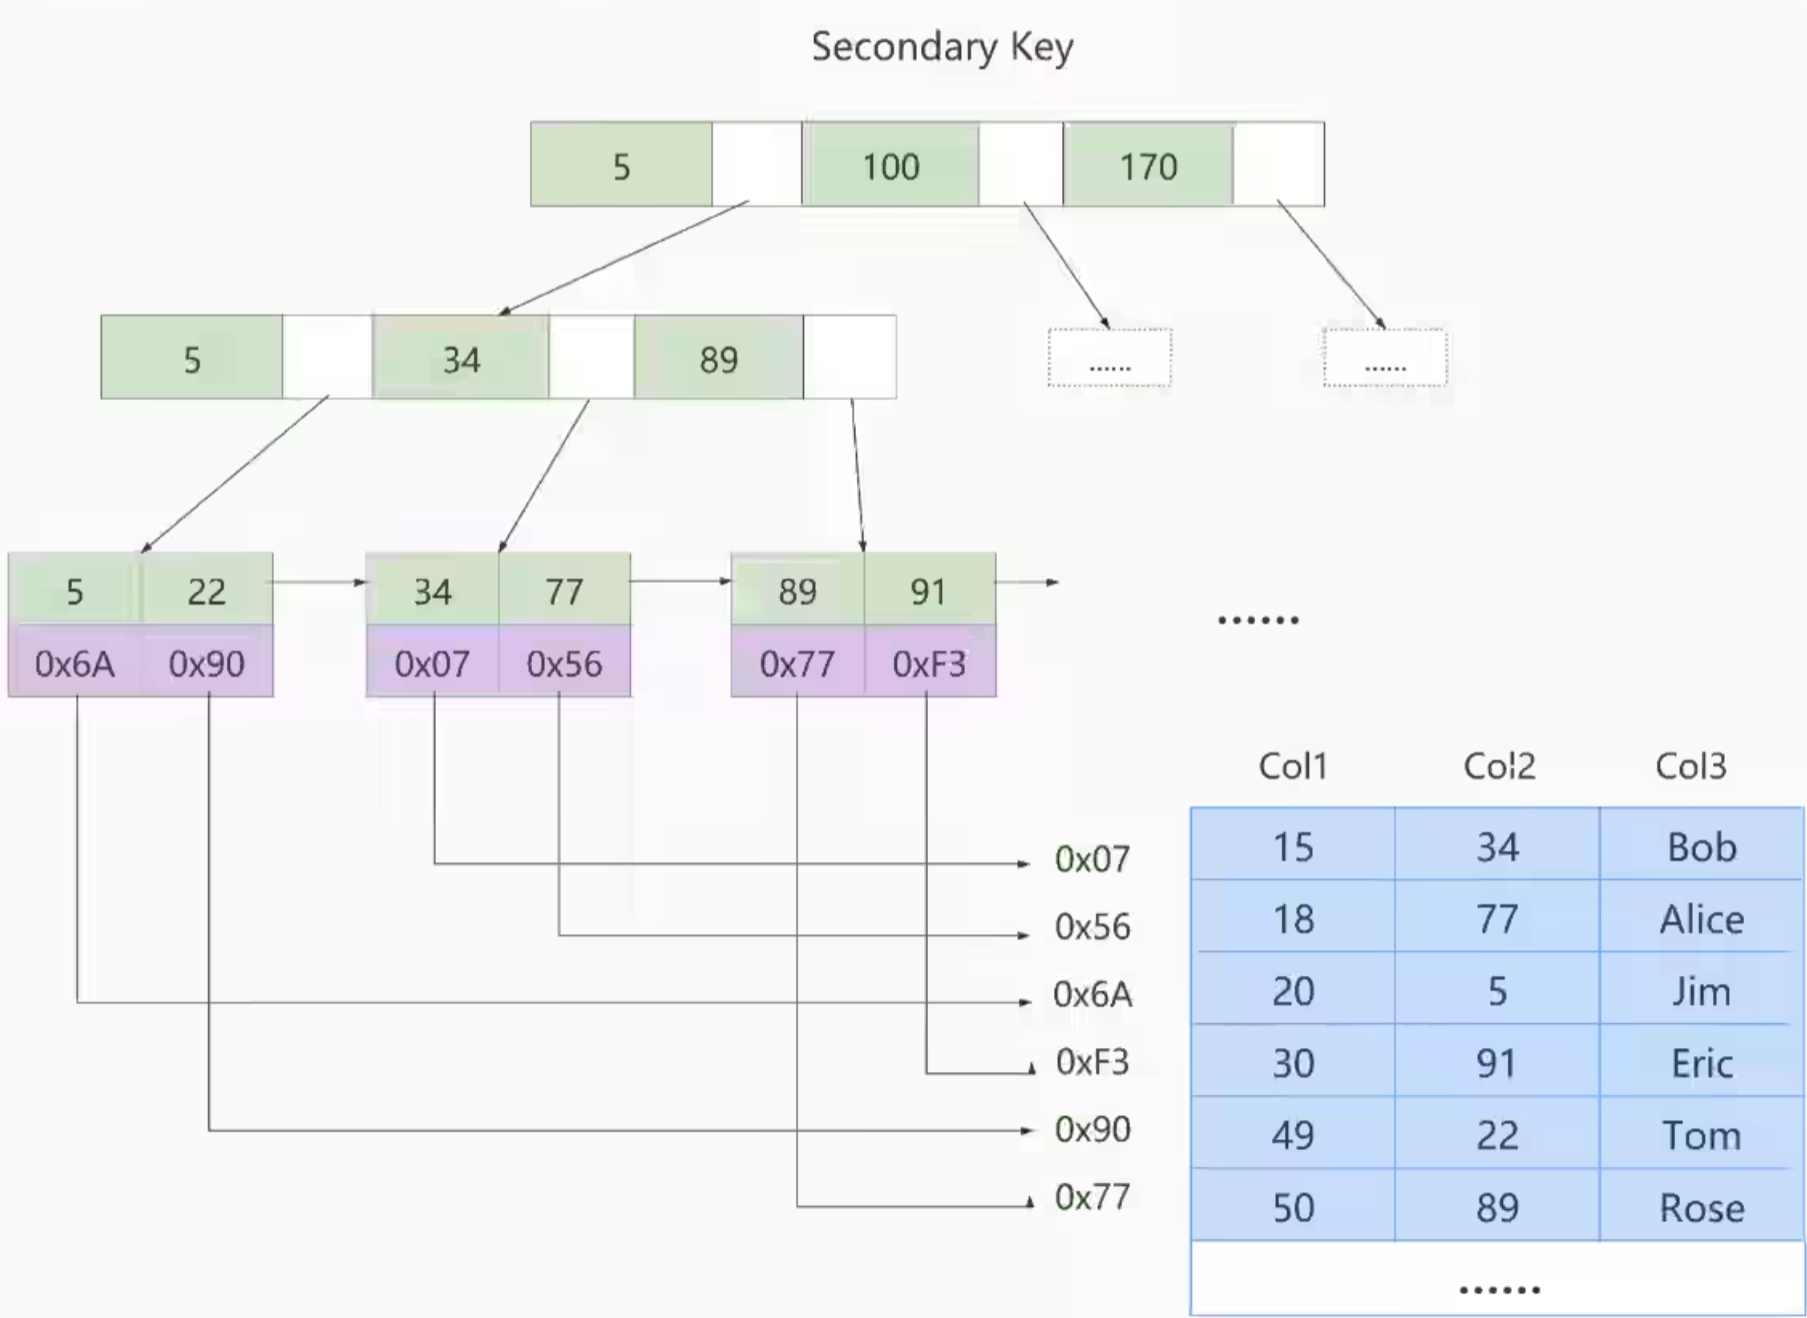 Secondary Key
5 100 170
5 34 89
...... ......
5 22 34 77 89 91
0x6A 0x90 0x07 0x56 0x77 0xF3
......
Col1 Col2 Col3
0x07 15 34 Bob
0x56 18 77 Alice
0x6A 20 5 Jim
0xF3 30 91 Eric
0x90 49 22 Tom
0x77 50 89 Rose
......